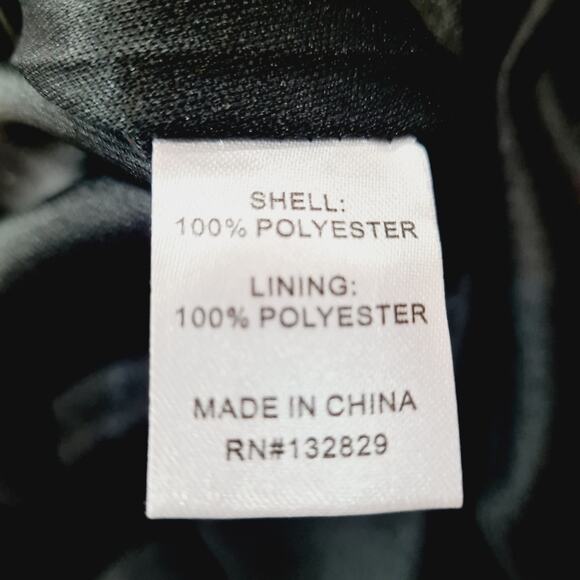 SHELL:
100% POLYESTER
LINING:
100% POLYESTER
MADE IN CHINA
RN#132829